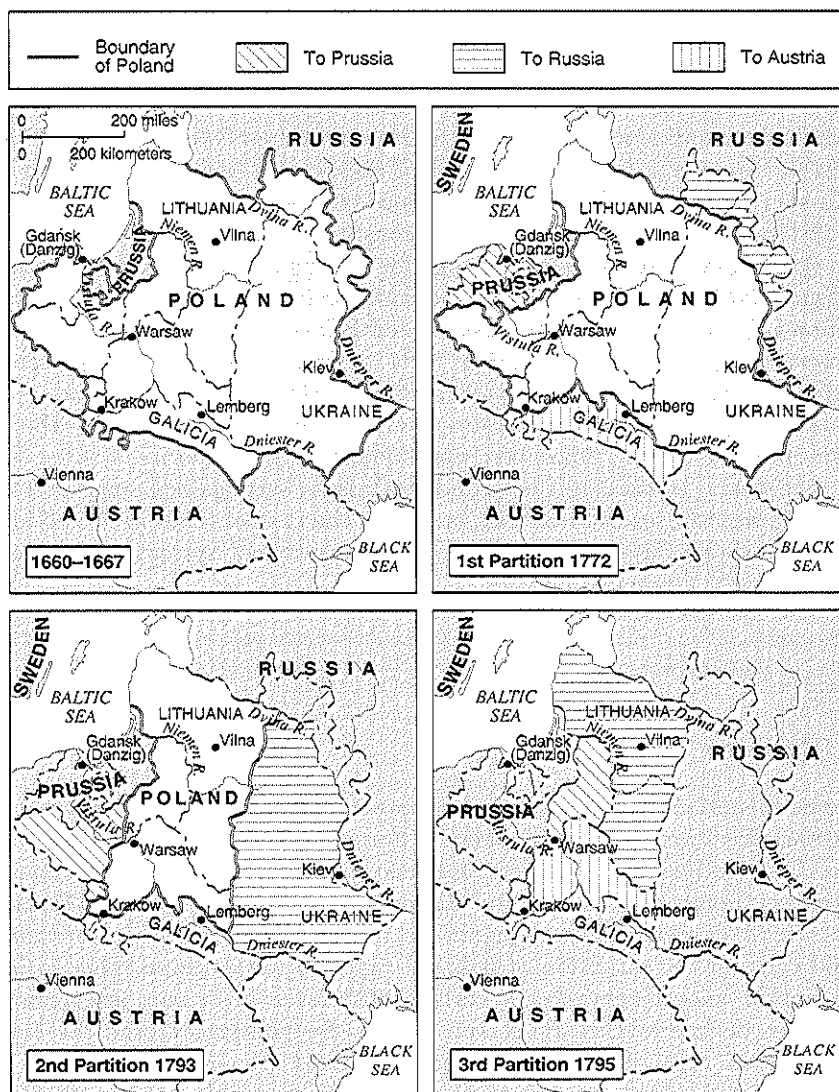 Boundary of Poland
To Prussia
To Russia
To Austria
0 200 miles
0 200 kilometers
RUSSIA
BALTIC SEA
LITHUANIA
Dvina R.
Niemen R.
Vilna
Gdańsk (Danzig)
PRUSSIA
Vistula R.
POLAND
Warsaw
Dnieper R.
Kiev
Kraków
Lemberg
UKRAINE
GALICIA
Dniester R.
Vienna
AUSTRIA
BLACK SEA
1660–1667
SWEDEN
RUSSIA
BALTIC SEA
LITHUANIA
Dvina R.
Niemen R.
Vilna
Gdańsk (Danzig)
PRUSSIA
POLAND
Warsaw
Vistula R.
Dnieper R.
Kiev
Kraków
Lemberg
UKRAINE
GALICIA
Dniester R.
Vienna
AUSTRIA
BLACK SEA
1st Partition 1772
SWEDEN
RUSSIA
BALTIC SEA
LITHUANIA
Dvina R.
Niemen R.
Vilna
Gdańsk (Danzig)
PRUSSIA
POLAND
Vistula R.
Warsaw
Dnieper R.
Kiev
Kraków
Lemberg
UKRAINE
GALICIA
Dniester R.
Vienna
AUSTRIA
BLACK SEA
2nd Partition 1793
SWEDEN
BALTIC SEA
LITHUANIA
Dvina R.
RUSSIA
Niemen R.
Vilna
Gdańsk (Danzig)
PRUSSIA
Vistula R.
Warsaw
Dnieper R.
Kiev
Kraków
Lemberg
UKRAINE
GALICIA
Dniester R.
Vienna
AUSTRIA
BLACK SEA
3rd Partition 1795